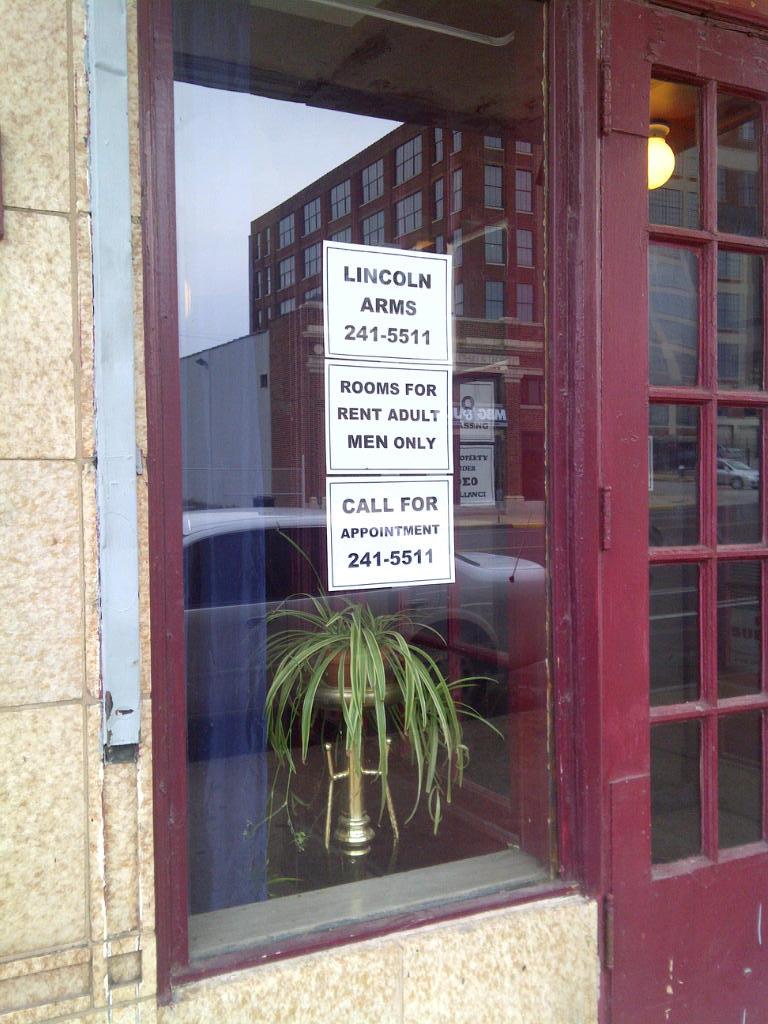 LINCOLN
ARMS
241-5511
ROOMS FOR
RENT ADULT
MEN ONLY
CALL FOR
APPOINTMENT
241-5511